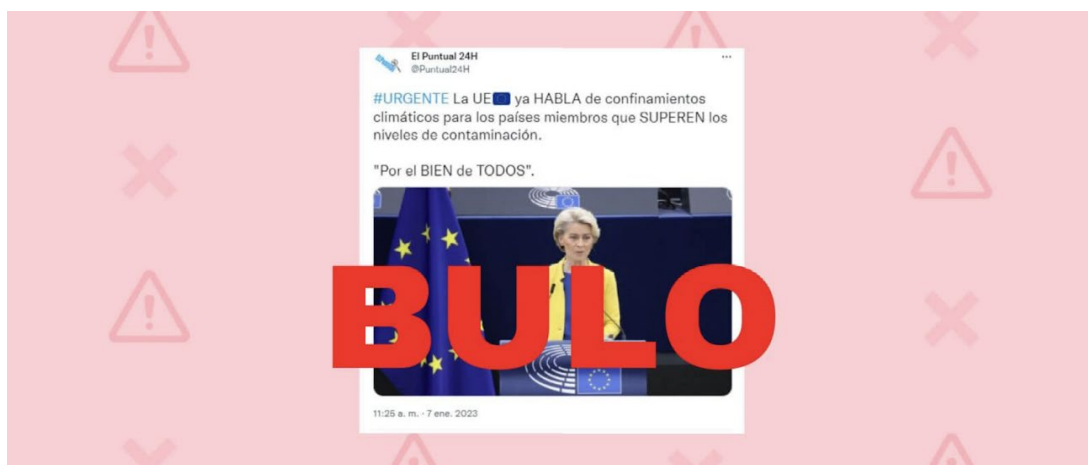 El Puntual 24H
@Puntual24H
#URGENTE La UE🇪🇺 ya HABLA de confinamientos
climáticos para los países miembros que SUPEREN los
niveles de contaminación.
"Por el BIEN de TODOS".
BULO
11:25 a. m. · 7 ene. 2023